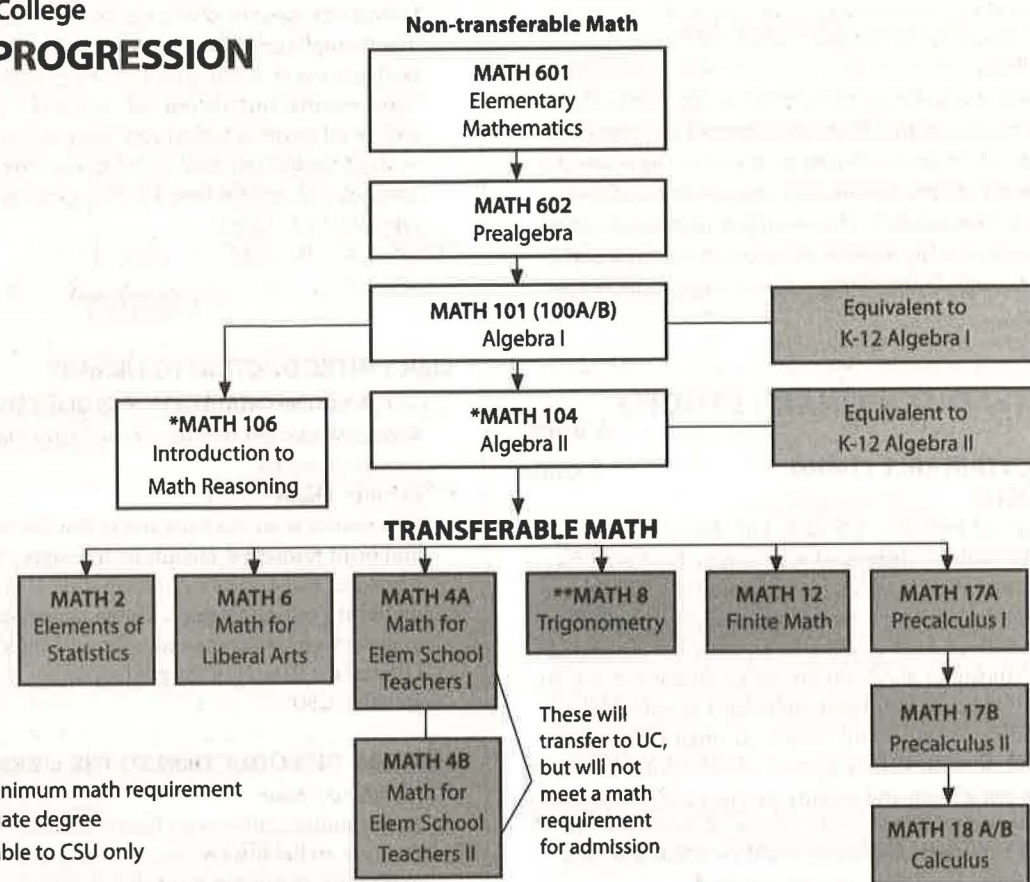 College
PROGRESSION
Non-transferable Math
MATH 601
Elementary
Mathematics
MATH 602
Prealgebra
MATH 101 (100A/B)
Algebra I
Equivalent to
K-12 Algebra I
*MATH 106
Introduction to
Math Reasoning
*MATH 104
Algebra II
Equivalent to
K-12 Algebra II
TRANSFERABLE MATH
MATH 2
Elements of
Statistics
MATH 6
Math for
Liberal Arts
MATH 4A
Math for
Elem School
Teachers I
**MATH 8
Trigonometry
MATH 12
Finite Math
MATH 17A
Precalculus I
MATH 4B
Math for
Elem School
Teachers II
These will
transfer to UC,
but will not
meet a math
requirement
for admission
MATH 17B
Precalculus II
MATH 18 A/B
Calculus
math requirement
degree
to CSU only